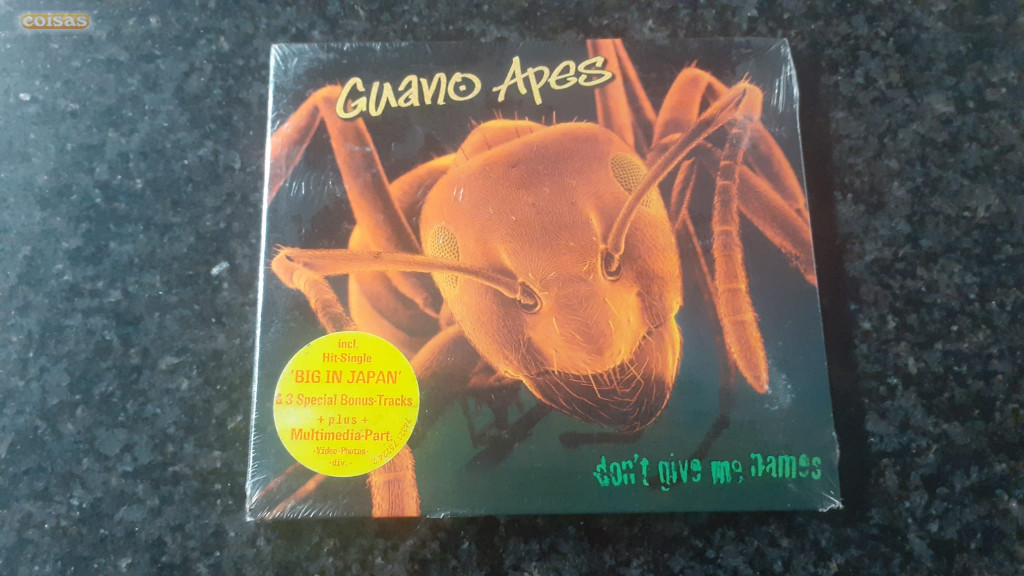 coisas
Guano Apes
incl.
Hit-Single
'BIG IN JAPAN'
& 3 Special Bonus-Tracks
+ plus +
Multimedia-Part.
-Video-Photos-
-div.-
don't give me names